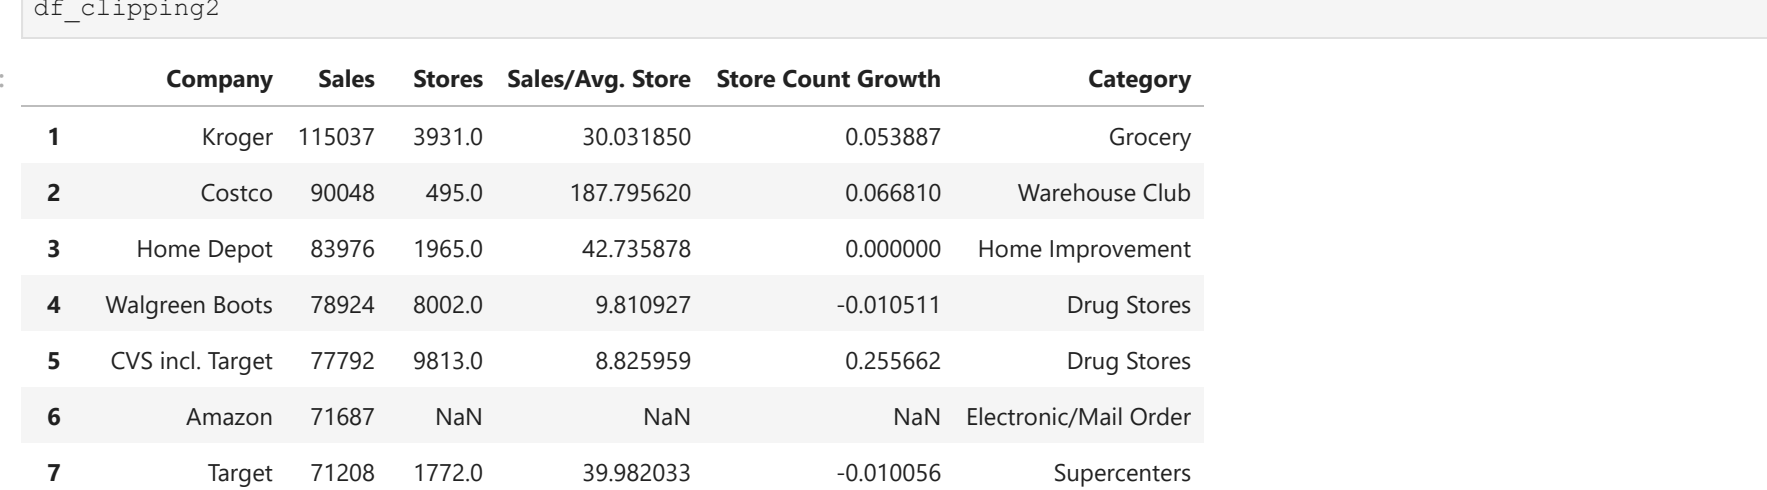 df_clipping2
:
Company Sales Stores Sales/Avg. Store Store Count Growth Category
1 Kroger 115037 3931.0 30.031850 0.053887 Grocery
2 Costco 90048 495.0 187.795620 0.066810 Warehouse Club
3 Home Depot 83976 1965.0 42.735878 0.000000 Home Improvement
4 Walgreen Boots 78924 8002.0 9.810927 -0.010511 Drug Stores
5 CVS incl. Target 77792 9813.0 8.825959 0.255662 Drug Stores
6 Amazon 71687 NaN NaN NaN Electronic/Mail Order
7 Target 71208 1772.0 39.982033 -0.010056 Supercenters